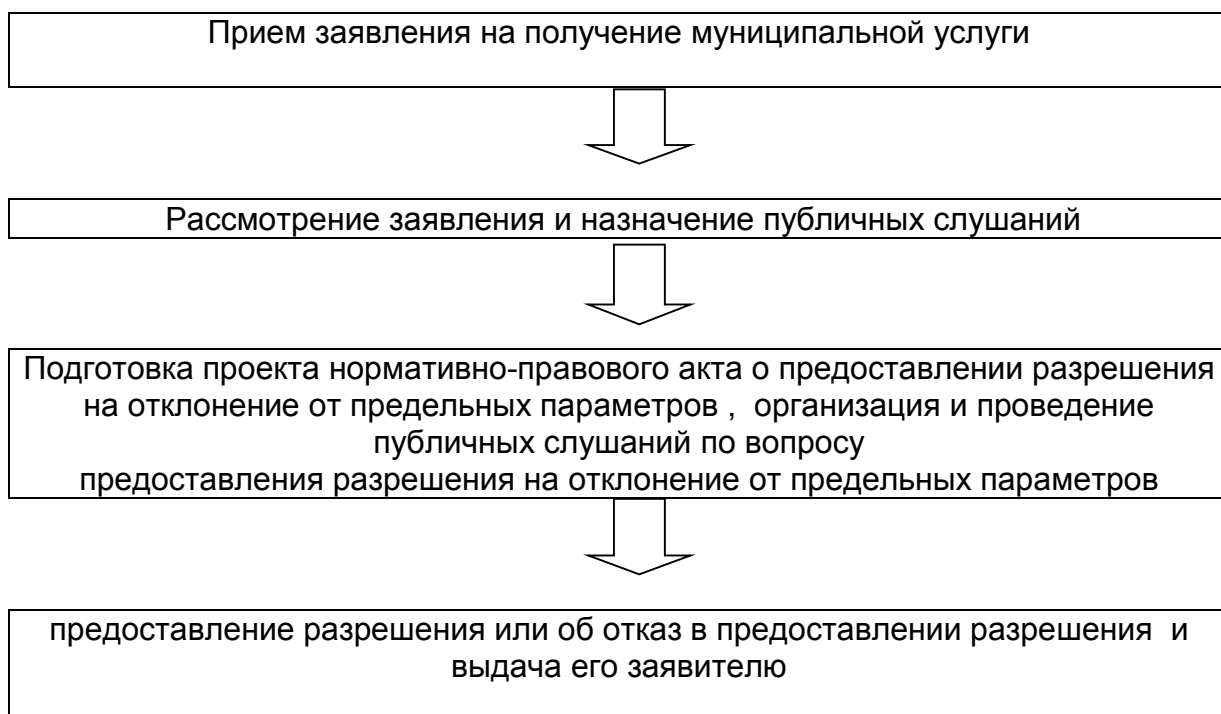 Прием заявления на получение муниципальной услуги
Рассмотрение заявления и назначение публичных слушаний
Подготовка проекта нормативно-правового акта о предоставлении разрешения
на отклонение от предельных параметров , организация и проведение
публичных слушаний по вопросу
предоставления разрешения на отклонение от предельных параметров
предоставление разрешения или об отказ в предоставлении разрешения и
выдача его заявителю